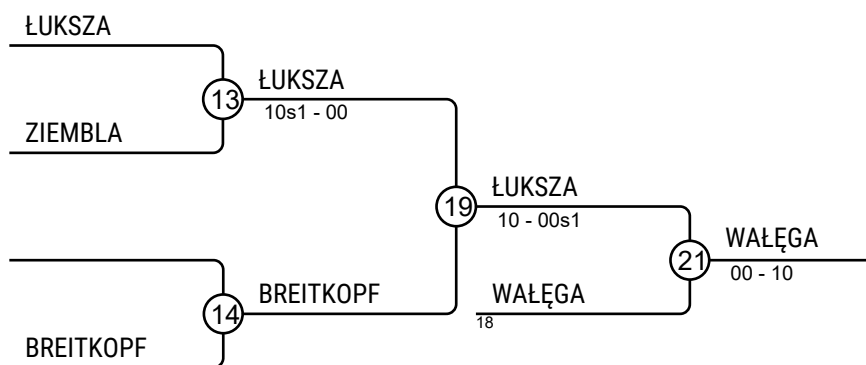 ŁUKSZA
13
ŁUKSZA
10s1 - 00
ZIEMBLA
19
ŁUKSZA
10 - 00s1
21
WAŁĘGA
00 - 10
14
BREITKOPF
WAŁĘGA
18
BREITKOPF